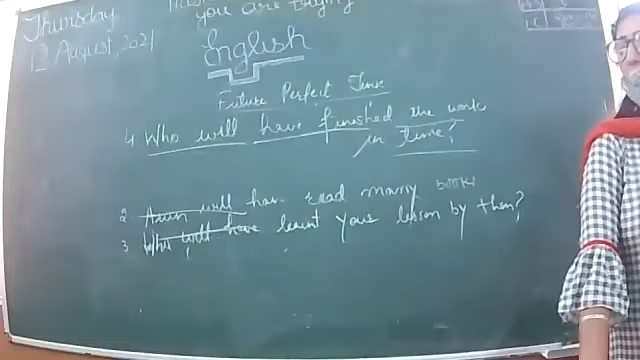 Thursday
you are trying
12 August, 2021
English
Future Perfect Tense
4 Who will have finished the work
in time?
2 Arun will have read many books
3 Who will have learnt your lesson by then?